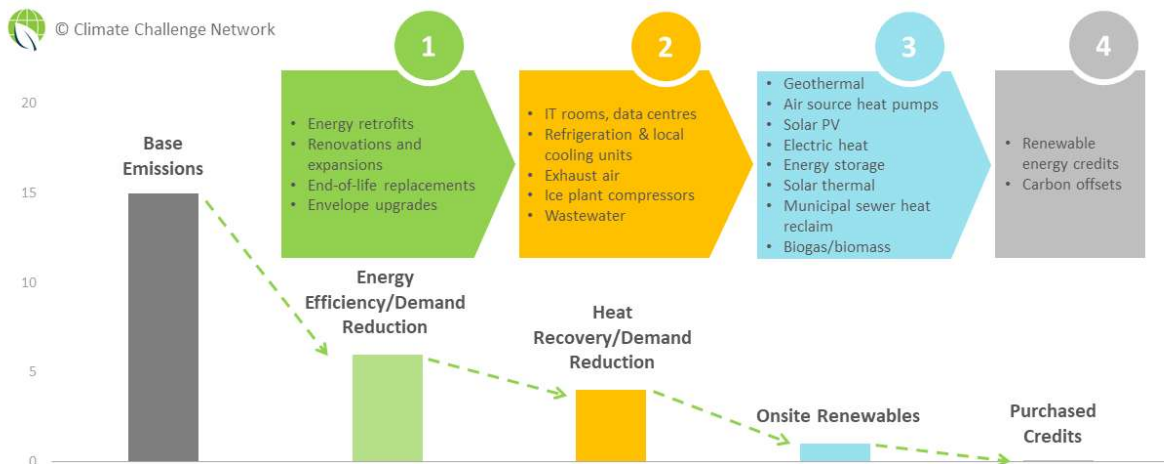 © Climate Challenge Network
1
2
3
4
• Energy retrofits
• Renovations and
expansions
• End-of-life replacements
• Envelope upgrades
• IT rooms, data centres
• Refrigeration & local
cooling units
• Exhaust air
• Ice plant compressors
• Wastewater
• Geothermal
• Air source heat pumps
• Solar PV
• Electric heat
• Energy storage
• Solar thermal
• Municipal sewer heat
reclaim
• Biogas/biomass
• Renewable
energy credits
• Carbon offsets
20
15
10
5
0
Base
Emissions
Energy
Efficiency/Demand
Reduction
Heat
Recovery/Demand
Reduction
Onsite Renewables
Purchased
Credits